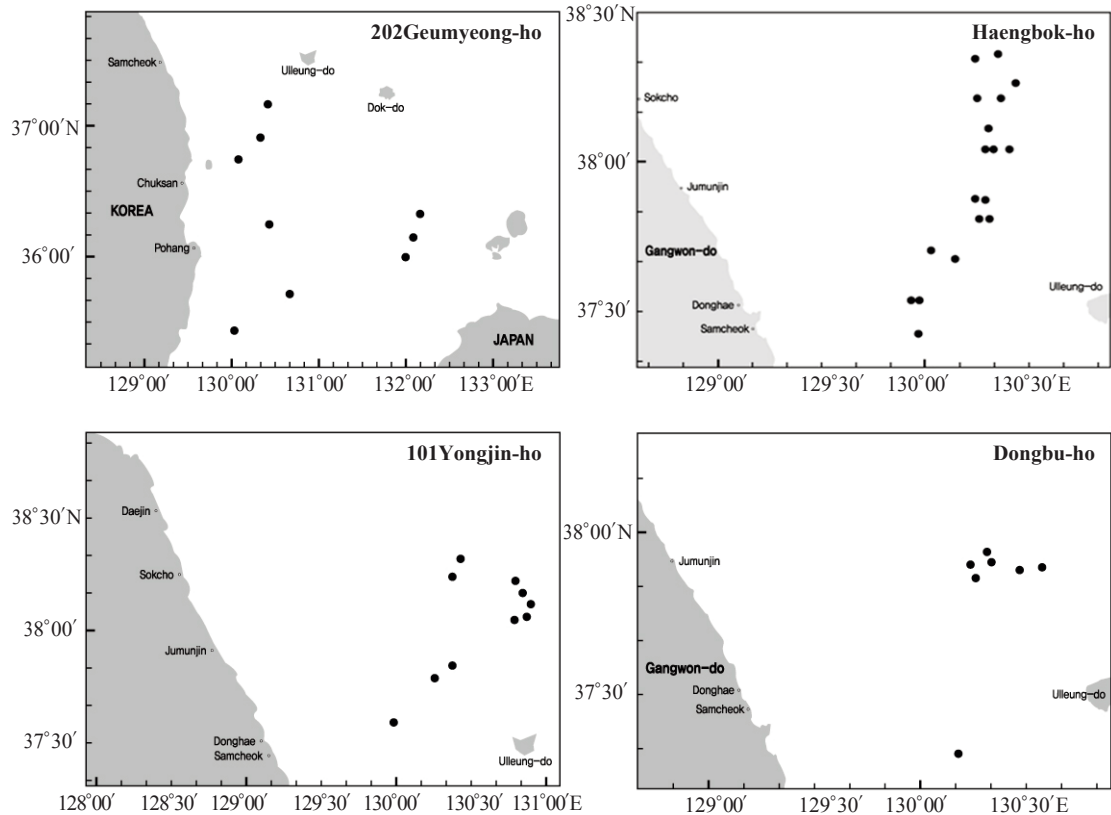 202Geumyeong-ho
Samcheok
Ulleung-do
Dok-do
37°00′N
Chuksan
KOREA
Pohang
36°00′
JAPAN
129°00′ 130°00′ 131°00′ 132°00′ 133°00′E
38°30′N
Haengbok-ho
Sokcho
38°00′
Jumunjin
Gangwon-do
Ulleung-do
Donghae
37°30′
Samcheok
129°00′ 129°30′ 130°00′ 130°30′E
101Yongjin-ho
Daejin
38°30′N
Sokcho
38°00′
Jumunjin
37°30′
Donghae
Samcheok
Ulleung-do
128°00′ 128°30′ 129°00′ 129°30′ 130°00′ 130°30′ 131°00′E
Dongbu-ho
38°00′N
Jumunjin
Gangwon-do
Donghae
37°30′
Ulleung-do
Samcheok
129°00′ 129°30′ 130°00′ 130°30′E